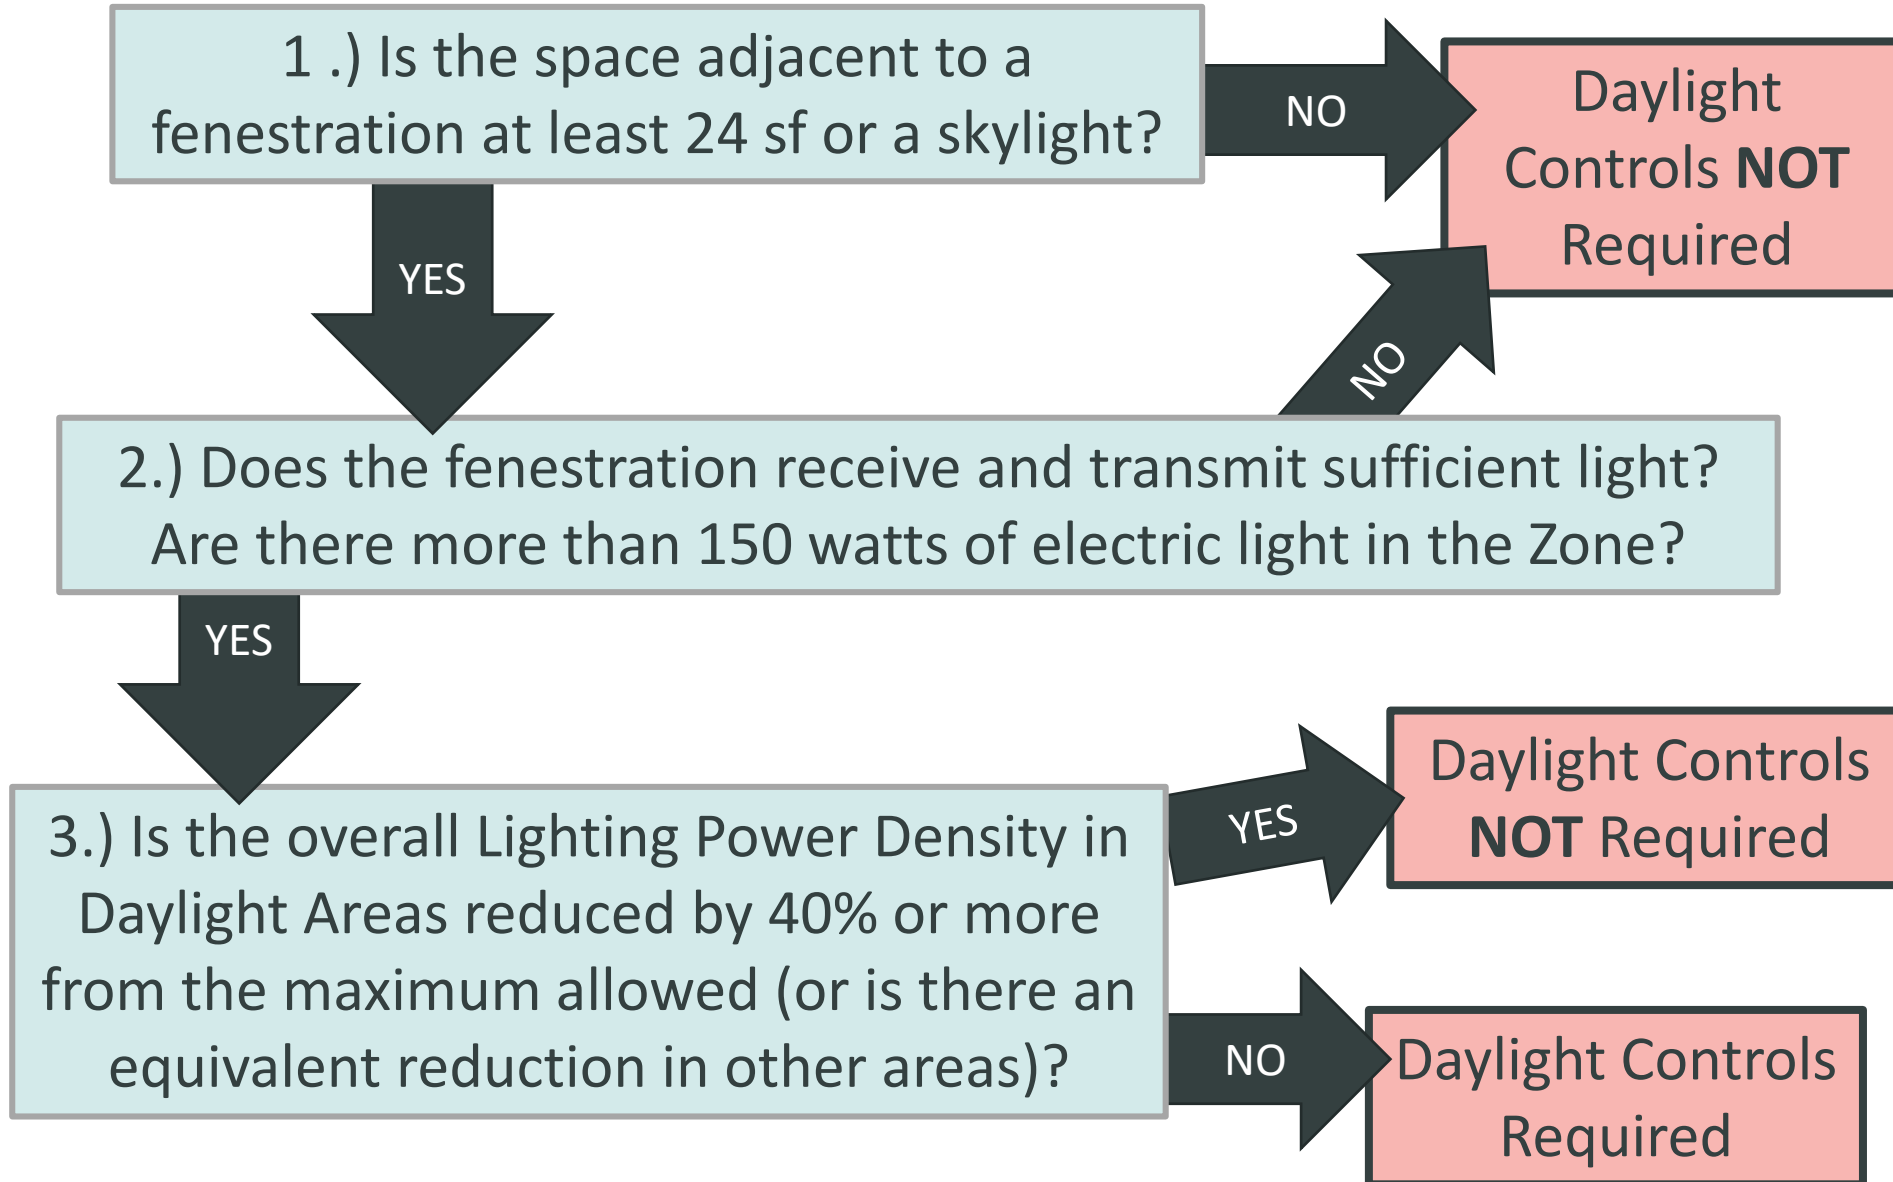 1 .) Is the space adjacent to a
fenestration at least 24 sf or a skylight?
NO
Daylight
Controls NOT
Required
YES
NO
2.) Does the fenestration receive and transmit sufficient light?
Are there more than 150 watts of electric light in the Zone?
YES
3.) Is the overall Lighting Power Density in
Daylight Areas reduced by 40% or more
from the maximum allowed (or is there an
equivalent reduction in other areas)?
YES
Daylight Controls
NOT Required
NO
Daylight Controls
Required